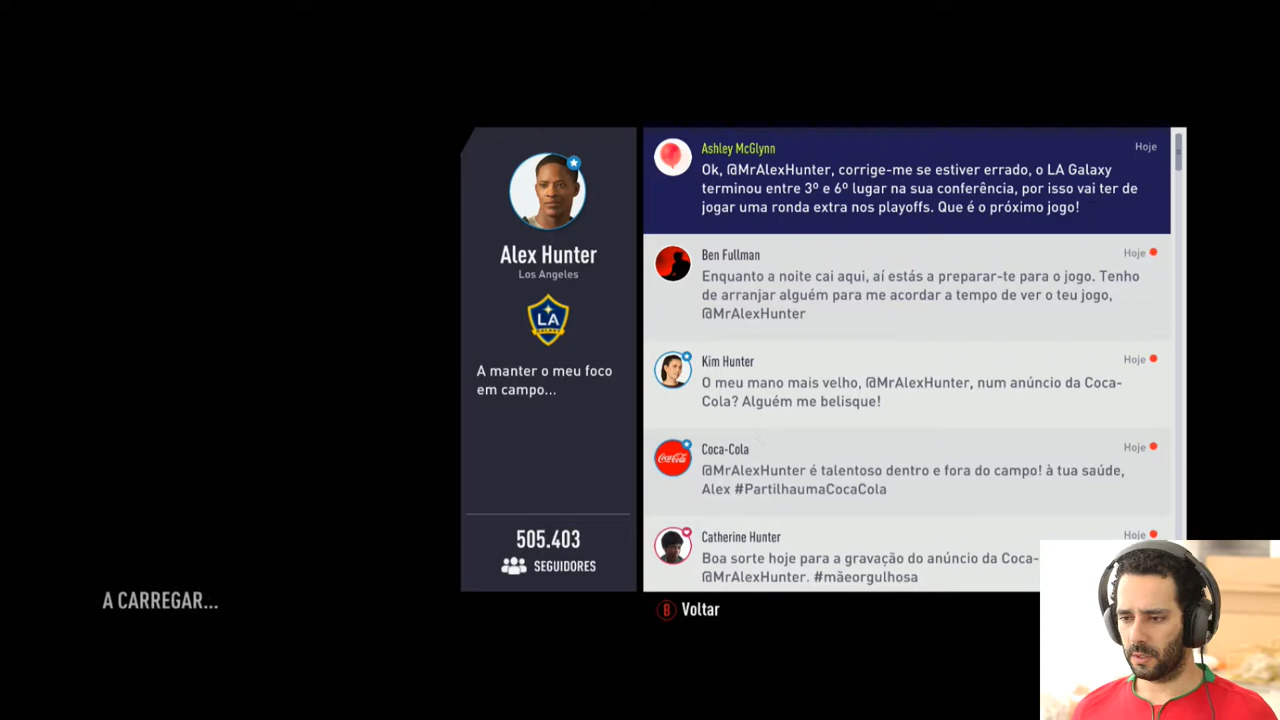 Alex Hunter
Los Angeles
LA
GALAXY
A manter o meu foco
em campo...
505.403
SEGUIDORES
Ashley McGlynn
Hoje
Ok, @MrAlexHunter, corrige-me se estiver errado, o LA Galaxy
terminou entre 3º e 6º lugar na sua conferência, por isso vai ter de
jogar uma ronda extra nos playoffs. Que é o próximo jogo!
Ben Fullman
Hoje
Enquanto a noite cai aqui, aí estás a preparar-te para o jogo. Tenho
de arranjar alguém para me acordar a tempo de ver o teu jogo,
@MrAlexHunter
Kim Hunter
Hoje
O meu mano mais velho, @MrAlexHunter, num anúncio da Coca-
Cola? Alguém me belisque!
Coca-Cola
Coca-Cola
Hoje
@MrAlexHunter é talentoso dentro e fora do campo! à tua saúde,
Alex #PartilhaumaCocaCola
Catherine Hunter
Hoje
Boa sorte hoje para a gravação do anúncio da Coca-
@MrAlexHunter. #mãeorgulhosa
A CARREGAR...
B Voltar